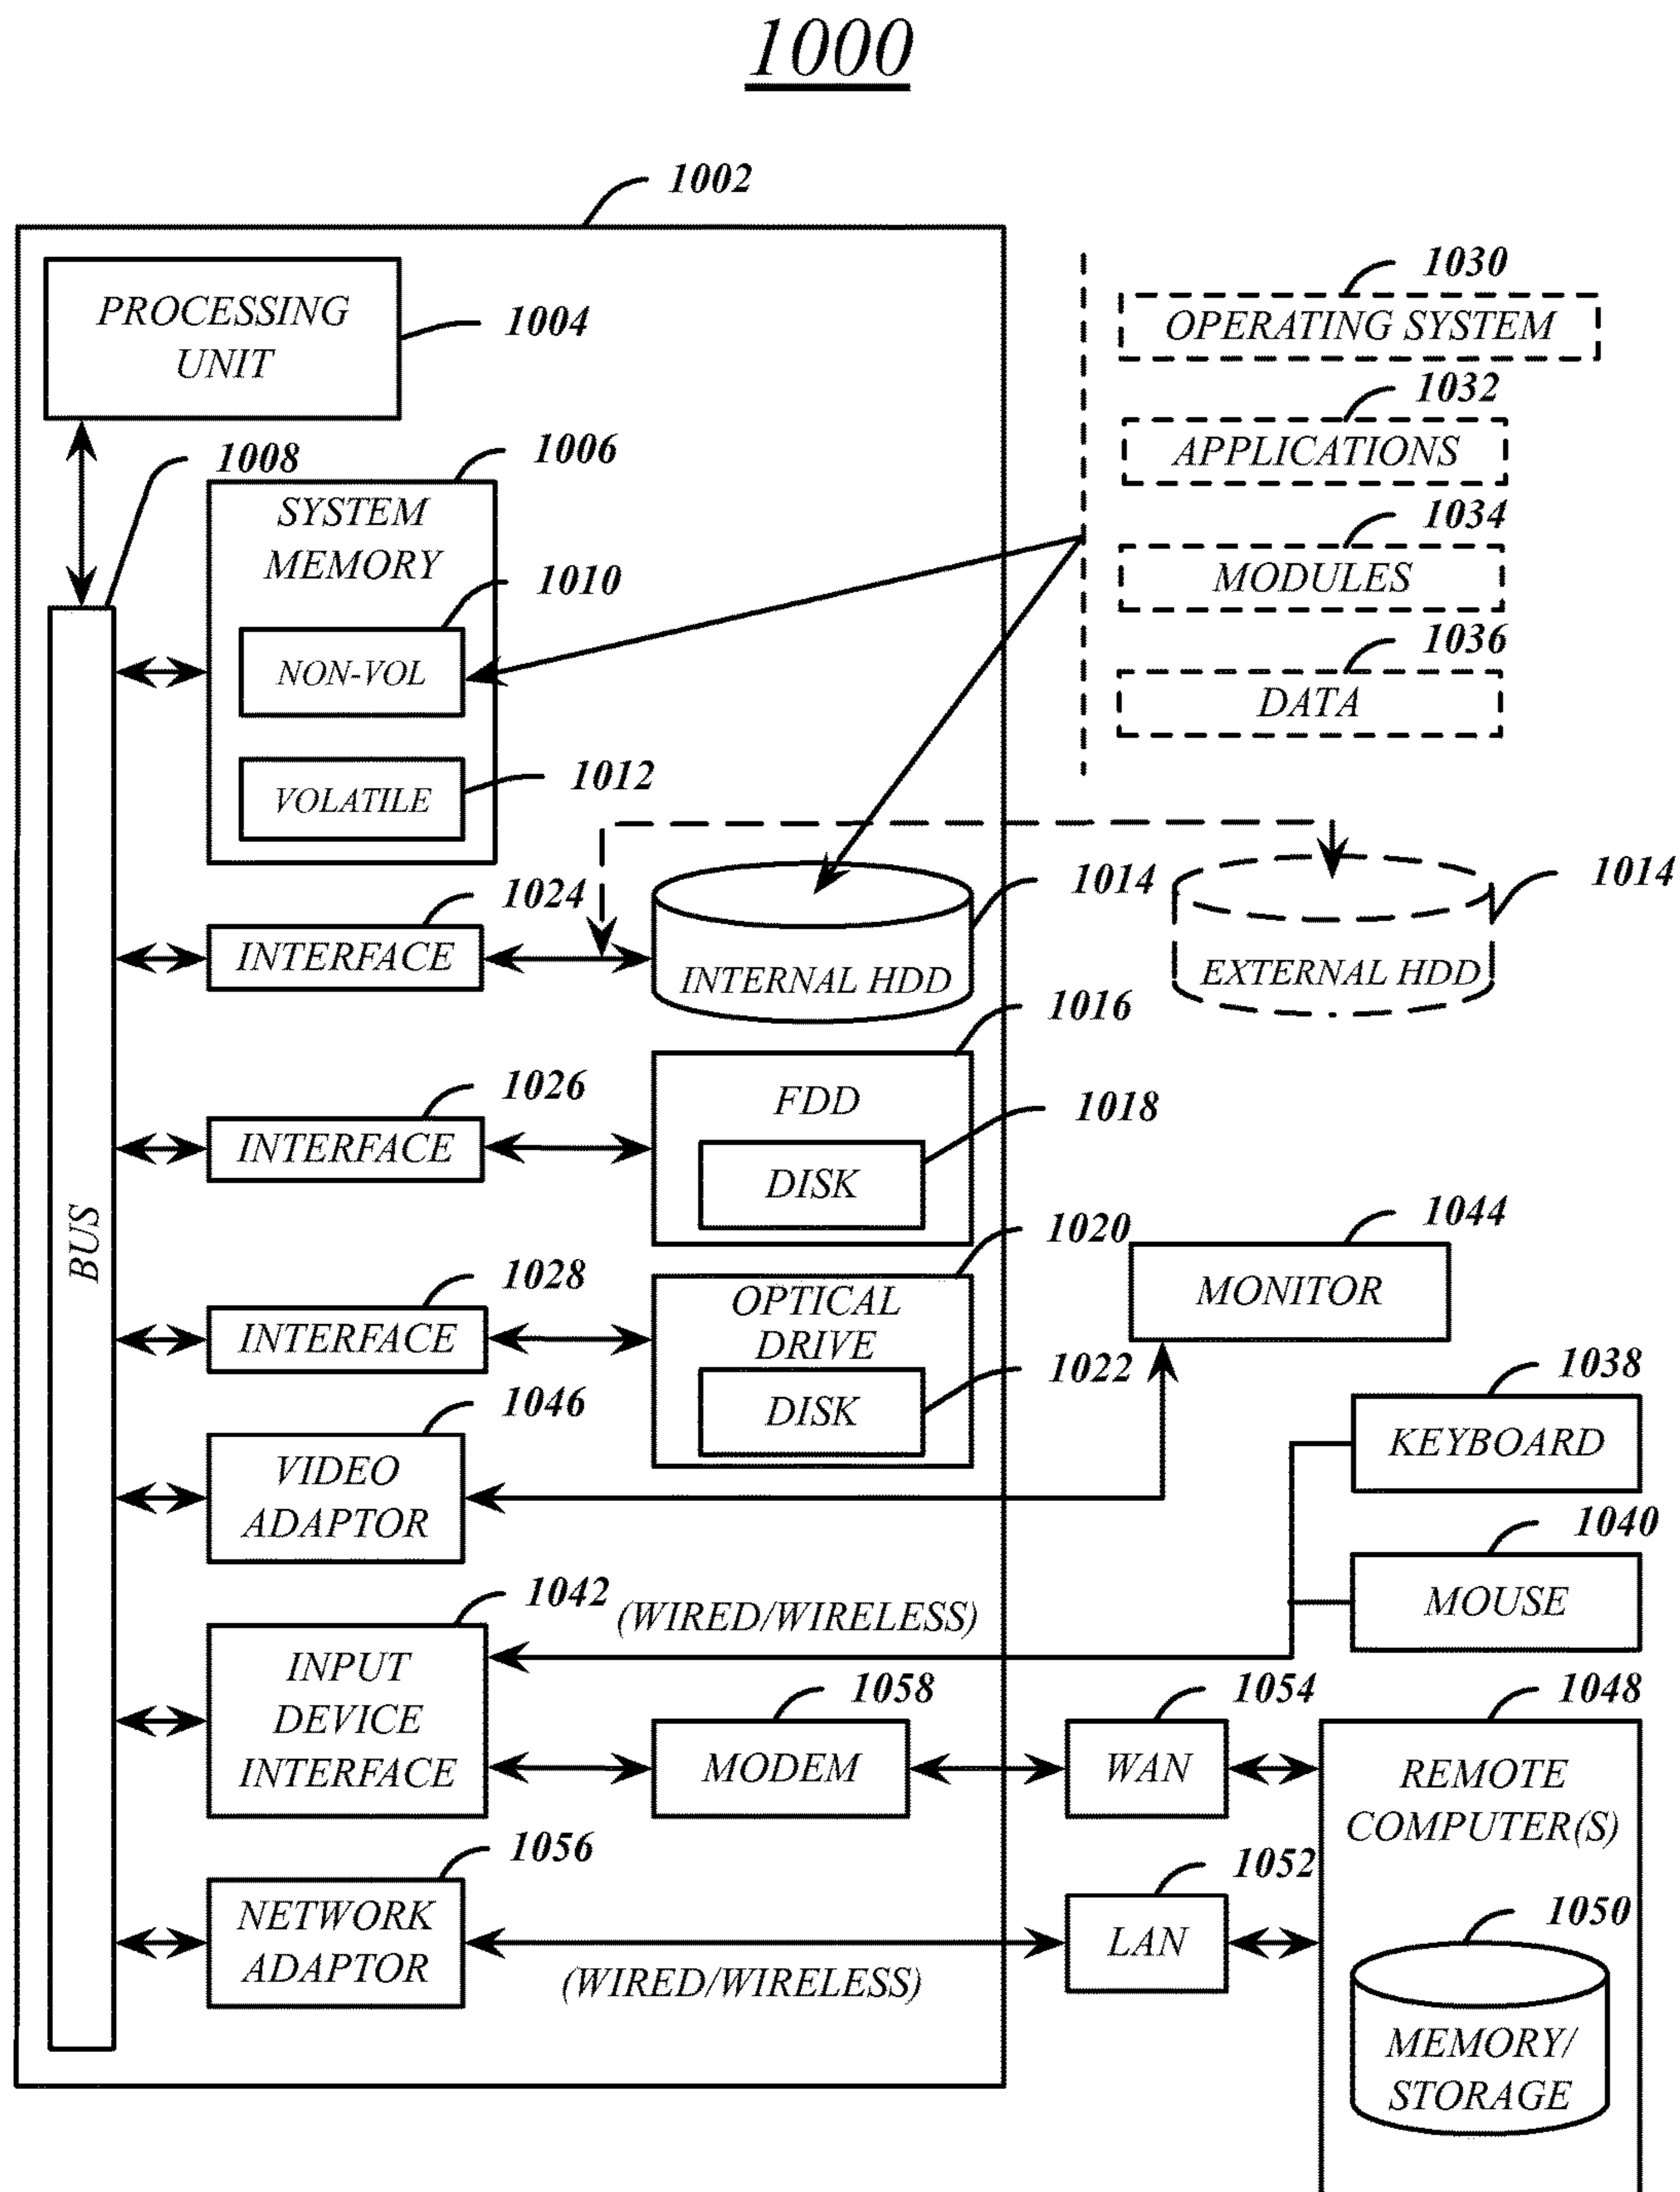 1000
1002
PROCESSING
UNIT
1004
1030
OPERATING SYSTEM
1032
APPLICATIONS
1034
MODULES
1036
DATA
1008
1006
SYSTEM
MEMORY
1010
NON-VOL
1012
VOLATILE
1024
INTERFACE
1014
INTERNAL HDD
1014
EXTERNAL HDD
1016
FDD
1018
DISK
1026
INTERFACE
BUS
1020
OPTICAL
DRIVE
1022
DISK
1028
INTERFACE
1044
MONITOR
1046
VIDEO
ADAPTOR
1038
KEYBOARD
1040
MOUSE
1042
(WIRED/WIRELESS)
INPUT
DEVICE
INTERFACE
1058
MODEM
1054
WAN
1048
REMOTE
COMPUTER(S)
1056
NETWORK
ADAPTOR
(WIRED/WIRELESS)
1052
LAN
1050
MEMORY/
STORAGE